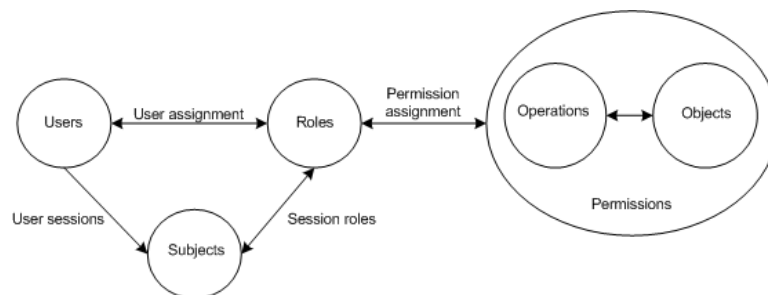 Users
User assignment
Roles
Permission
assignment
Operations
Objects
Permissions
User sessions
Session roles
Subjects